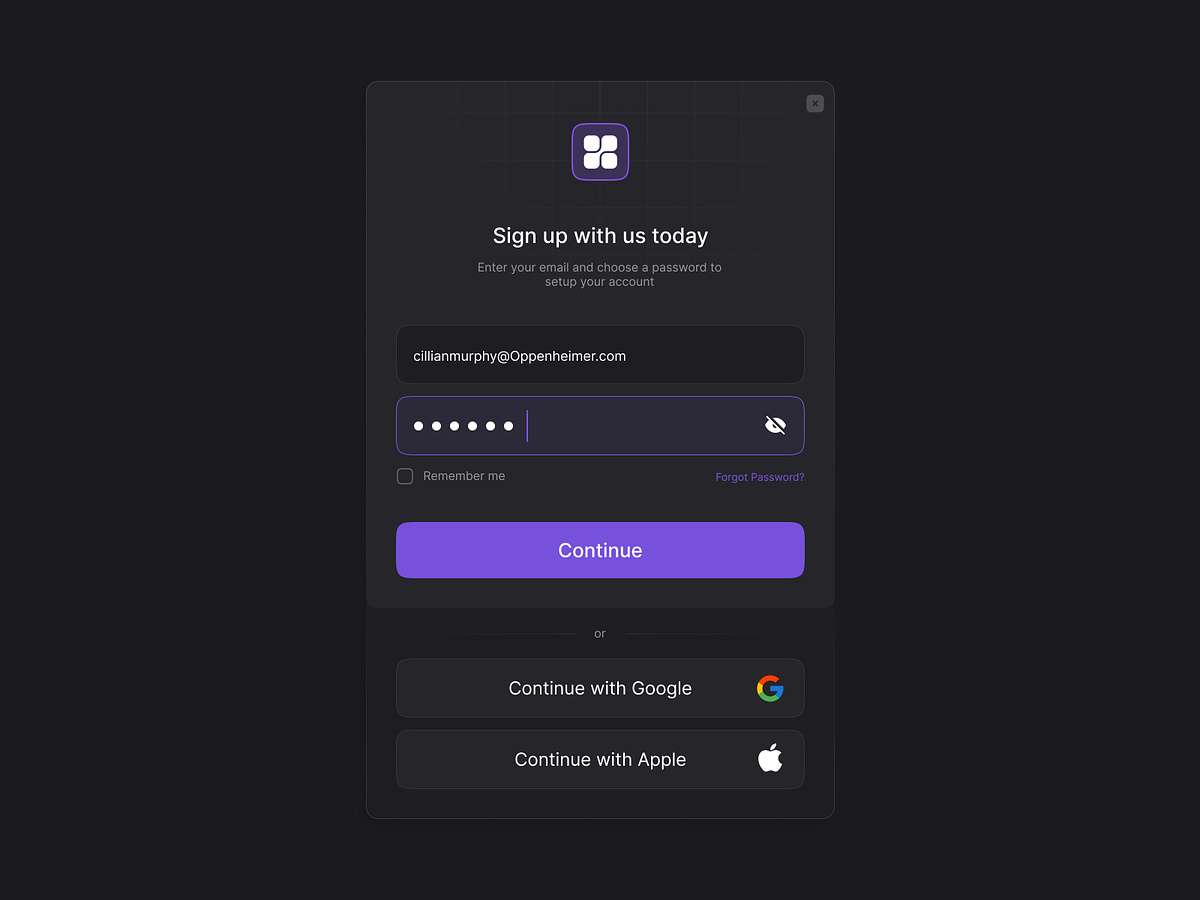 Sign up with us today
Enter your email and choose a password to
setup your account
cillianmurphy@Oppenheimer.com
Remember me
Forgot Password?
Continue
or
Continue with Google
Continue with Apple